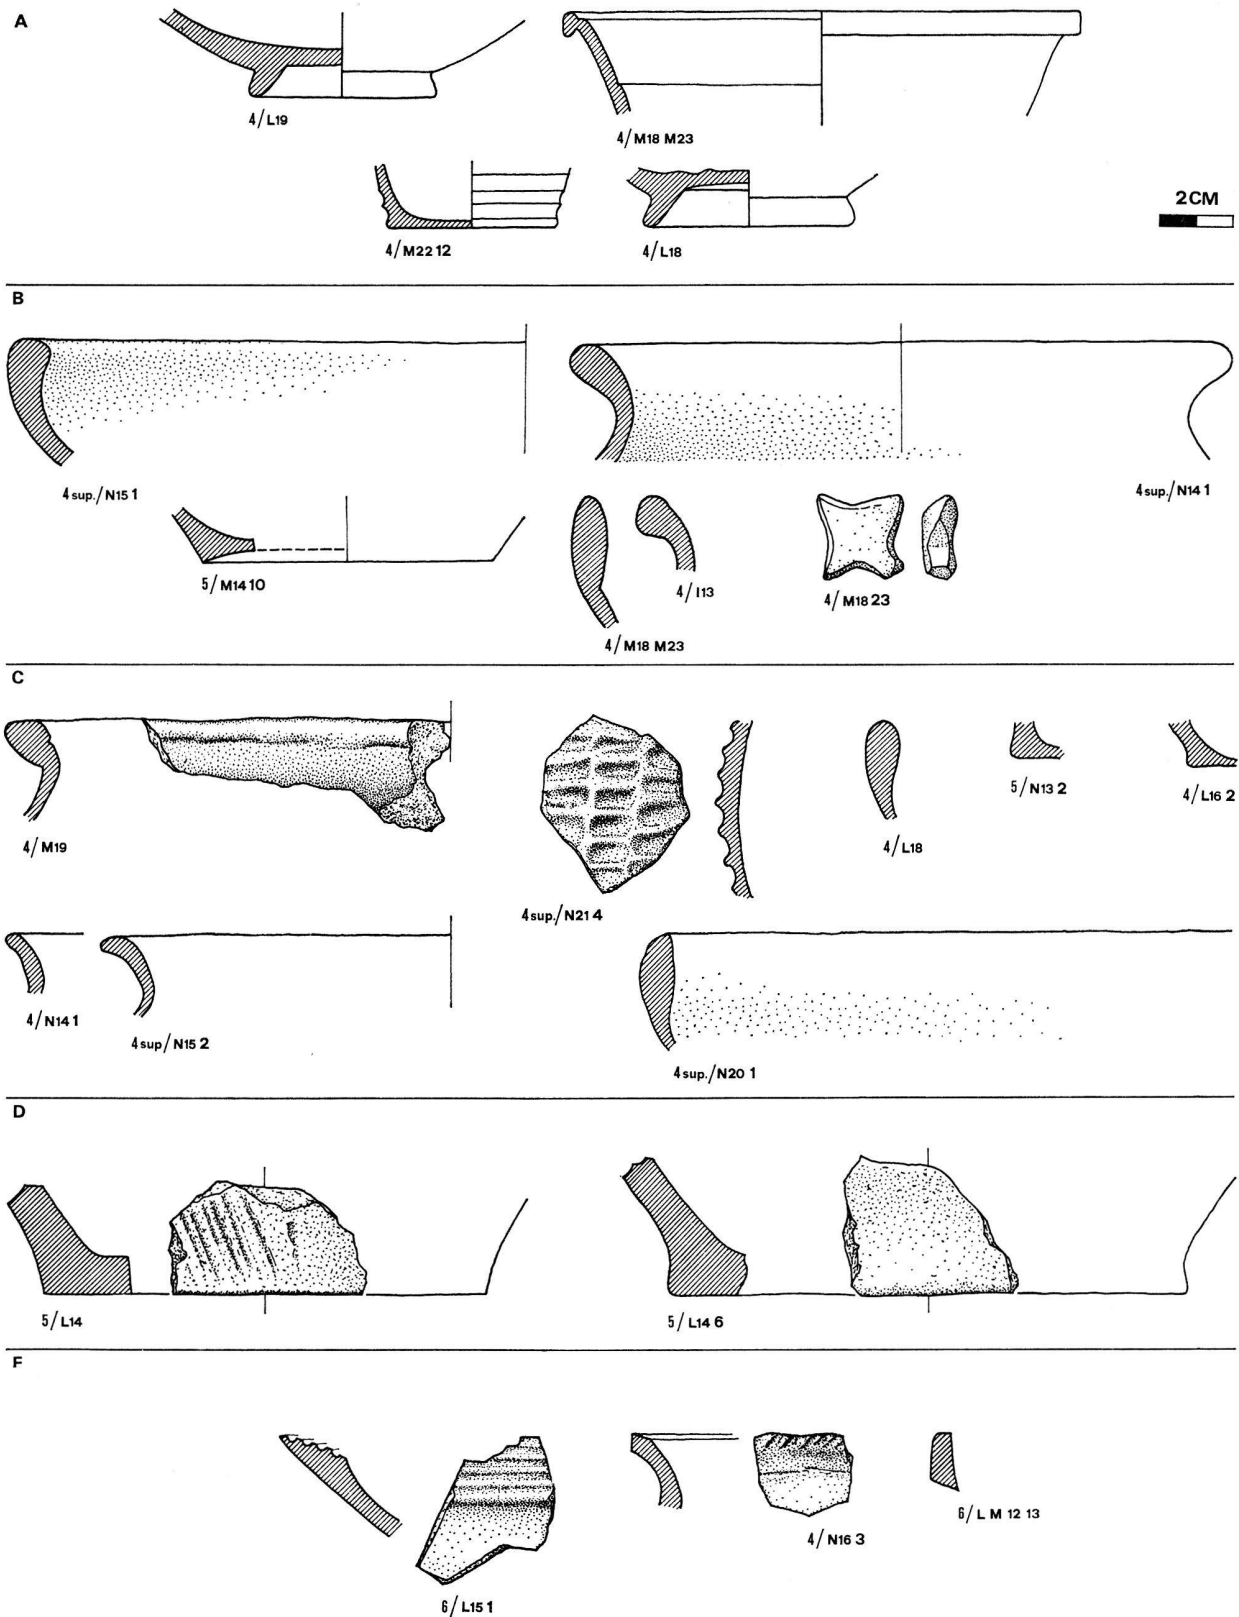 A
4/L19
4/M18 M23
4/M22 12
4/L18
2CM
B
4 sup./N15 1
4 sup./N14 1
5/M14 10
4/I13
4/M18 M23
4/M18 23
C
4/M19
4 sup./N21 4
4/L18
5/N13 2
4/L16 2
4/N14 1
4 sup/N15 2
4 sup./N20 1
D
5/L14
5/L14 6
6/L15 1
4/N16 3
6/L M 12 13